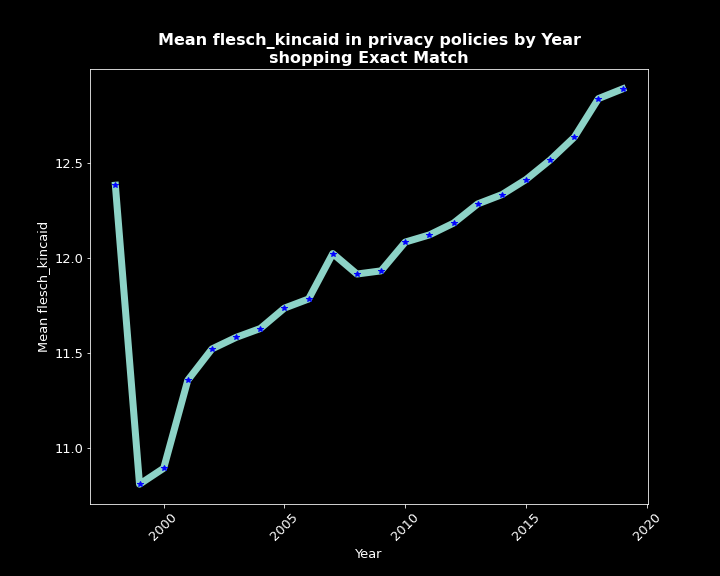 Mean flesch_kincaid in privacy policies by Year
shopping Exact Match
12.5
12.0
11.5
11.0
Mean flesch_kincaid
2000
2005
2010
2015
2020
Year